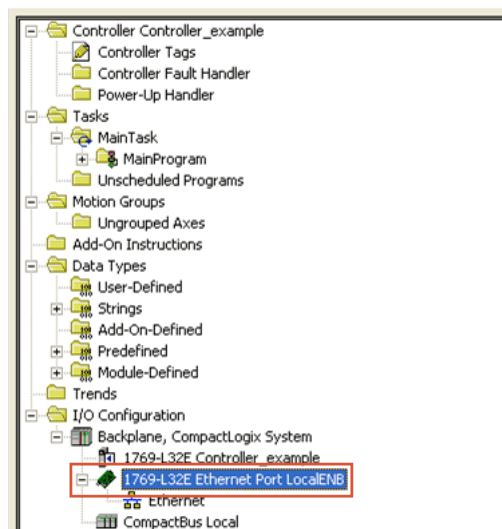 Controller Controller_example
Controller Tags
Controller Fault Handler
Power-Up Handler
Tasks
MainTask
MainProgram
Unscheduled Programs
Motion Groups
Ungrouped Axes
Add-On Instructions
Data Types
User-Defined
Strings
Add-On-Defined
Predefined
Module-Defined
Trends
I/O Configuration
Backplane, CompactLogix System
1769-L32E Controller_example
1769-L32E Ethernet Port LocalENB
Ethernet
CompactBus Local